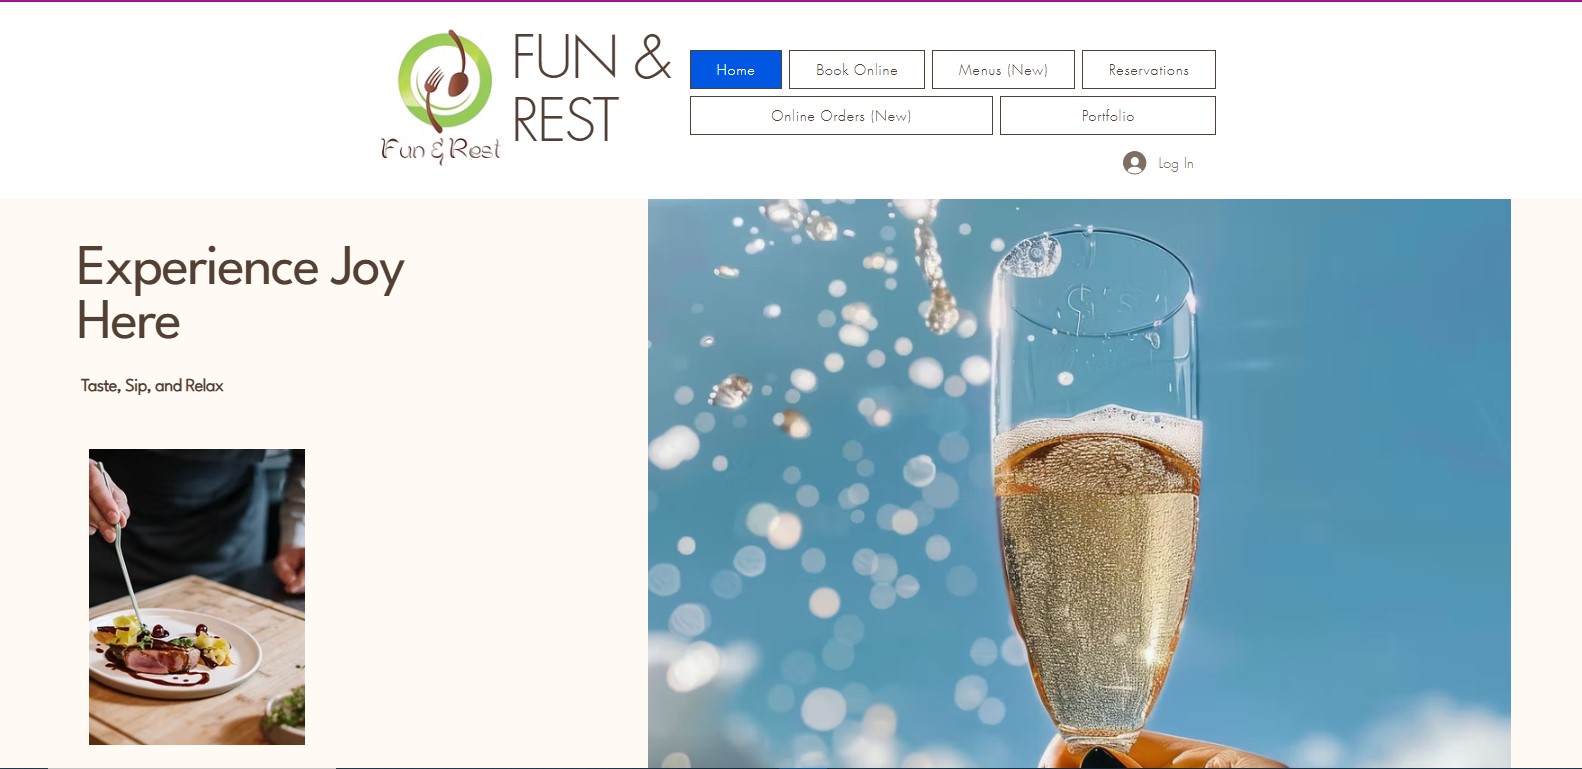 Fun & Rest
FUN &
REST
Home
Book Online
Menus (New)
Reservations
Online Orders (New)
Portfolio
Log In
Experience Joy
Here
Taste, Sip, and Relax